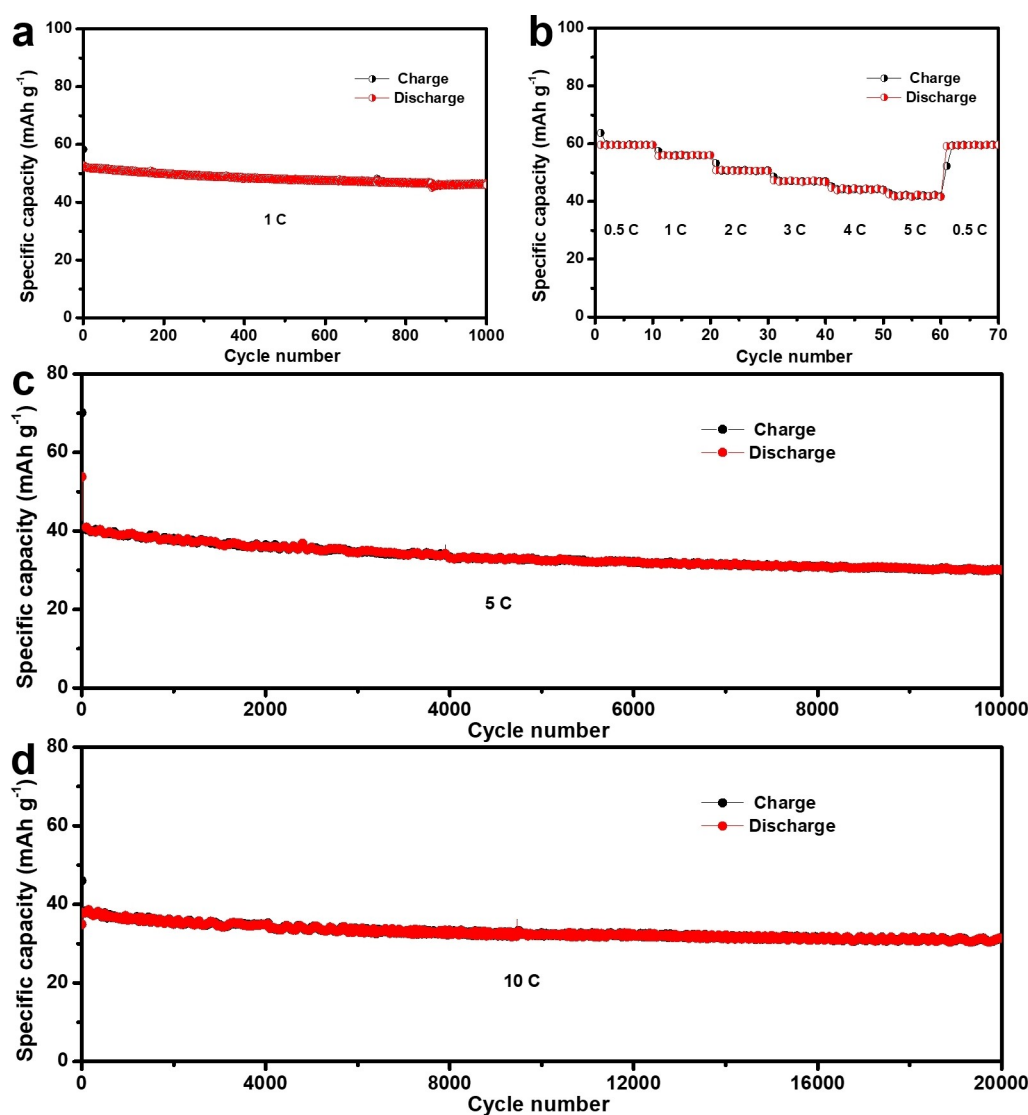 a
100
80
60
40
20
0
Specific capacity (mAh g⁻¹)
Charge
Discharge
1 C
0 200 400 600 800 1000
Cycle number
b
100
80
60
40
20
0
Specific capacity (mAh g⁻¹)
Charge
Discharge
0.5 C 1 C 2 C 3 C 4 C 5 C 0.5 C
0 10 20 30 40 50 60 70
Cycle number
c
80
60
40
20
0
Specific capacity (mAh g⁻¹)
Charge
Discharge
5 C
0 2000 4000 6000 8000 10000
Cycle number
d
80
60
40
20
0
Specific capacity (mAh g⁻¹)
Charge
Discharge
10 C
0 4000 8000 12000 16000 20000
Cycle number